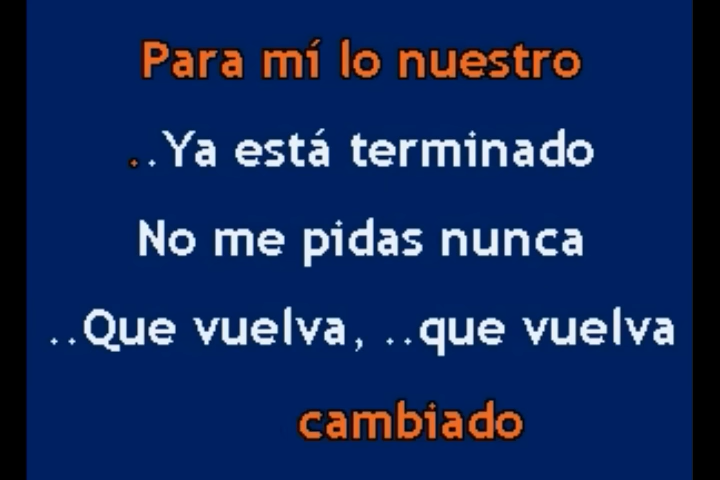 Para mí lo nuestro
..Ya está terminado
No me pidas nunca
..Que vuelva, ..que vuelva
cambiado